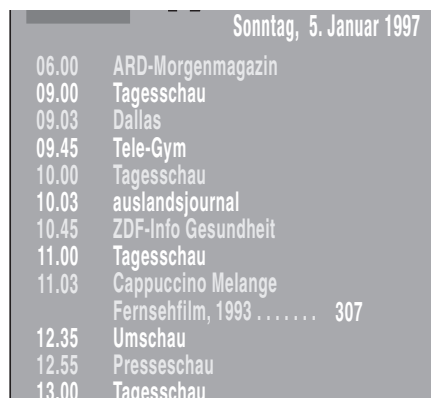 Sonntag, 5. Januar 1997
06.00 ARD-Morgenmagazin
09.00 Tagesschau
09.03 Dallas
09.45 Tele-Gym
10.00 Tagesschau
10.03 auslandsjournal
10.45 ZDF-Info Gesundheit
11.00 Tagesschau
11.03 Cappuccino Melange
Fernsehfilm, 1993 . . . . . . . 307
12.35 Umschau
12.55 Presseschau
13.00 Tagesschau